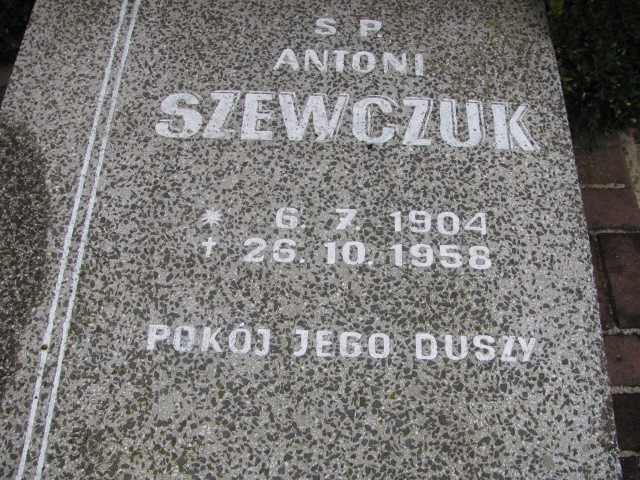 S P.
ANTONI
SZEWCZUK
* 6. 7. 1904
† 26. 10. 1958
POKÓJ JEGO DUSZY